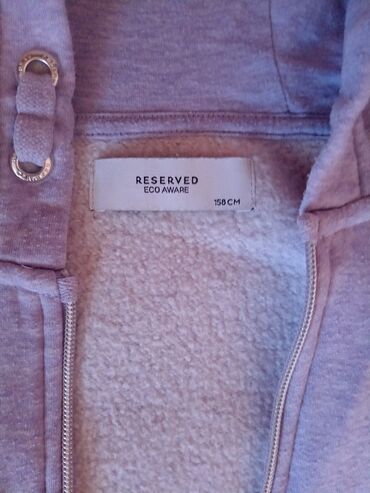 RESERVED
ECO AWARE
158 CM